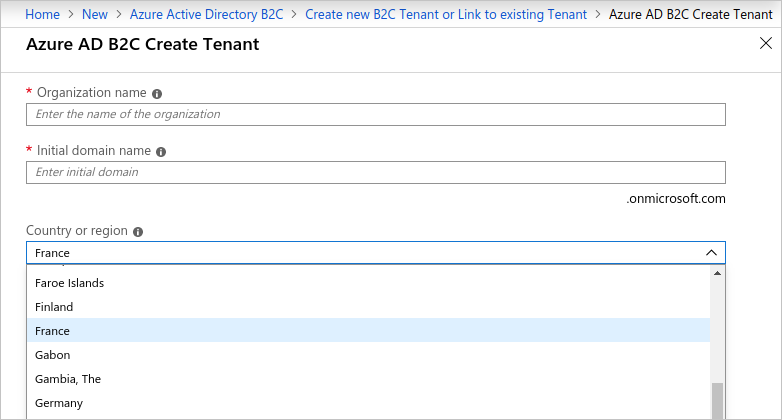 Home > New > Azure Active Directory B2C > Create new B2C Tenant or Link to existing Tenant > Azure AD B2C Create Tenant
Azure AD B2C Create Tenant
* Organization name
Enter the name of the organization
* Initial domain name
Enter initial domain
.onmicrosoft.com
Country or region
France
Faroe Islands
Finland
France
Gabon
Gambia, The
Germany